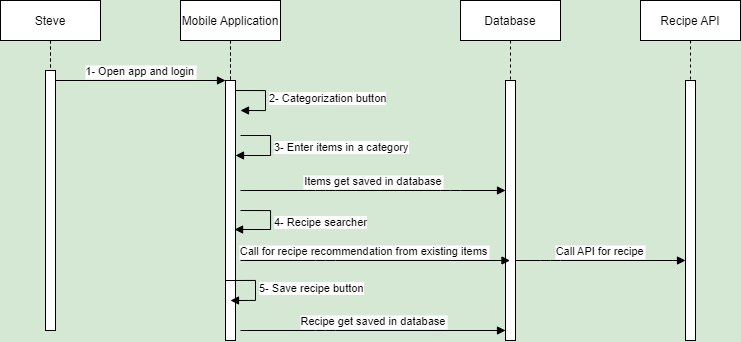 Steve
Mobile Application
Database
Recipe API
1- Open app and login
2- Categorization button
3- Enter items in a category
Items get saved in database
4- Recipe searcher
Call for recipe recommendation from existing items
Call API for recipe
5- Save recipe button
Recipe get saved in database